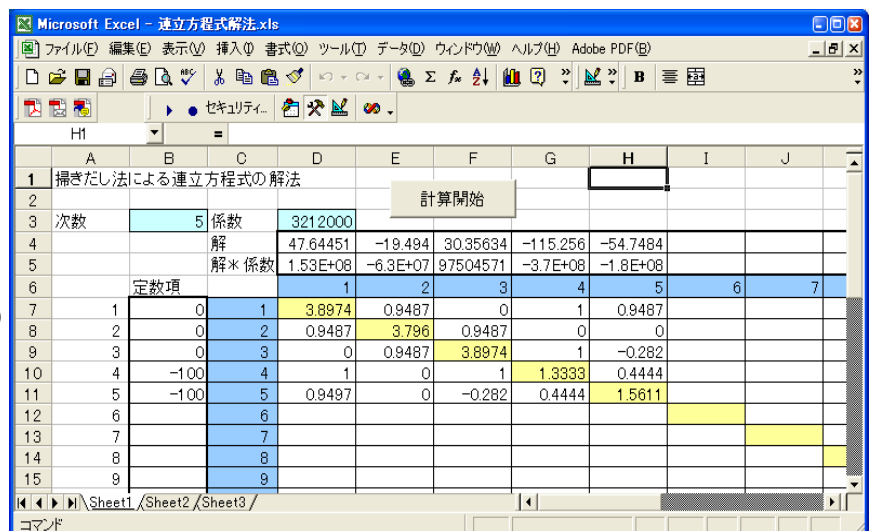 Microsoft Excel - 連立方程式解法.xls
ファイル(F) 編集(E) 表示(V) 挿入(I) 書式(O) ツール(T) データ(D) ウィンドウ(W) ヘルプ(H) Adobe PDF(B)
セキュリティ...
H1 =
A B C D E F G H I J
1 掃きだし法による連立方程式の解法
計算開始
2
3 次数 5 係数 3212000
4 解 47.64451 -19.494 30.35634 -115.256 -54.7484
5 解*係数 1.53E+08 -6.3E+07 97504571 -3.7E+08 -1.8E+08
6 定数項 1 2 3 4 5 6 7
7 1 0 1 3.8974 0.9487 0 1 0.9487
8 2 0 2 0.9487 3.796 0.9487 0 0
9 3 0 3 0 0.9487 3.8974 1 -0.282
10 4 -100 4 1 0 1 1.3333 0.4444
11 5 -100 5 0.9497 0 -0.282 0.4444 1.5611
12 6 6
13 7 7
14 8 8
15 9 9
Sheet1 Sheet2 Sheet3
コマンド